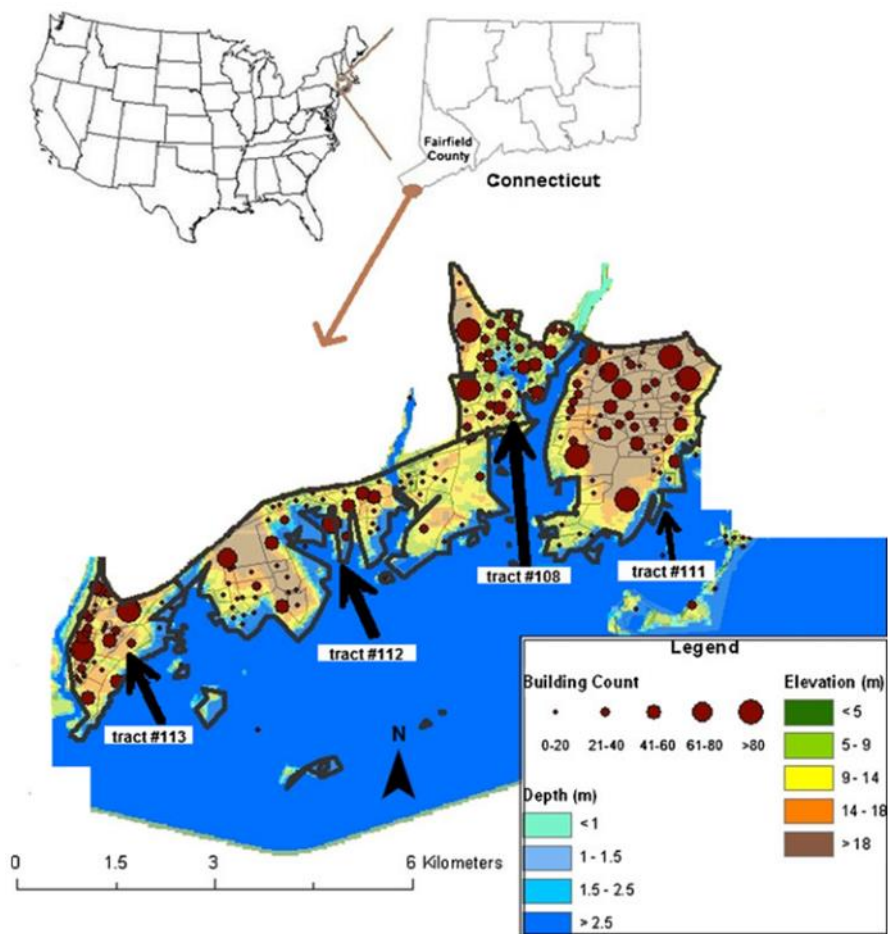 Fairfield
County
Connecticut
tract #108
tract #111
tract #112
tract #113
N
0 1.5 3 6 Kilometers
Legend
Building Count
0-20 21-40 41-60 61-80 >80
Depth (m)
<1
1 - 1.5
1.5 - 2.5
> 2.5
Elevation (m)
< 5
5 - 9
9 - 14
14 - 18
> 18